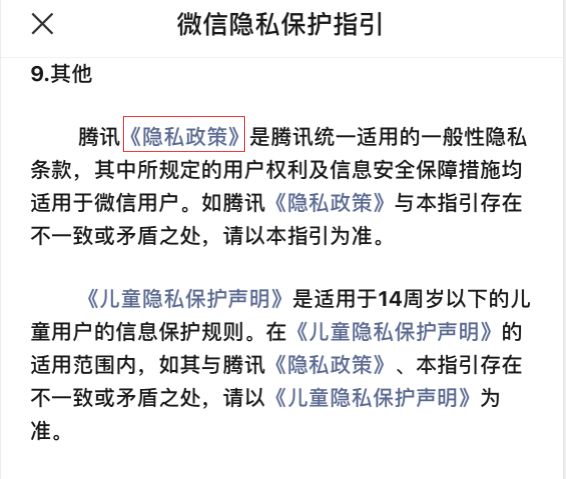 微信隐私保护指引
9.其他
腾讯《隐私政策》是腾讯统一适用的一般性隐私
条款，其中所规定的用户权利及信息安全保障措施均
适用于微信用户。如腾讯《隐私政策》与本指引存在
不一致或矛盾之处，请以本指引为准。
《儿童隐私保护声明》是适用于14周岁以下的儿
童用户的信息保护规则。在《儿童隐私保护声明》的
适用范围内，如其与腾讯《隐私政策》、本指引存在
不一致或矛盾之处，请以《儿童隐私保护声明》为
准。